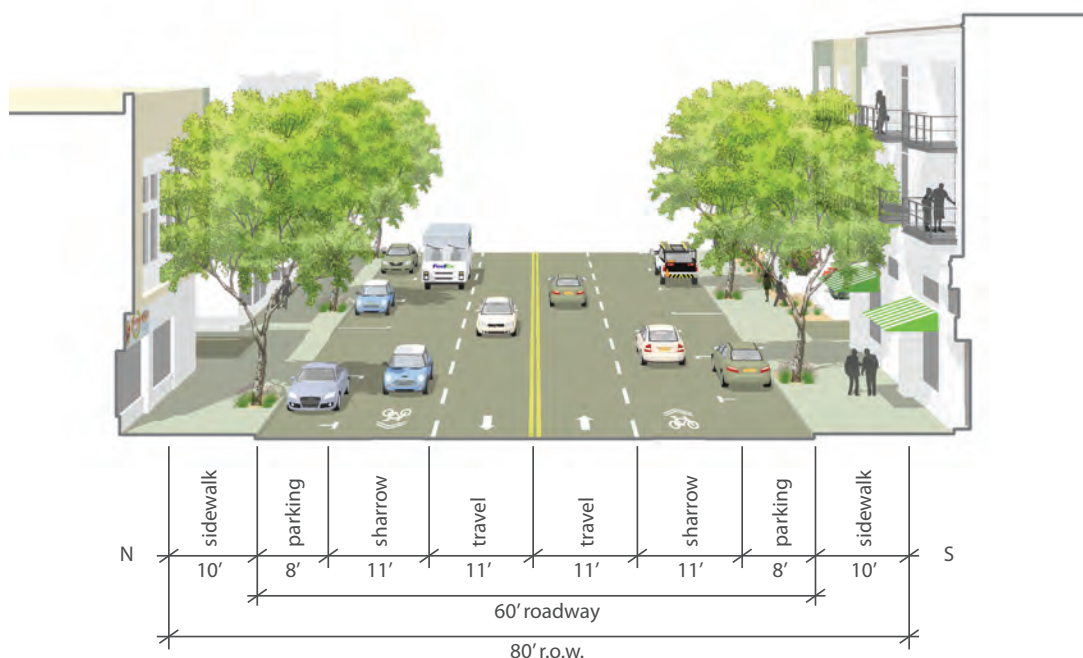 FedEx
sidewalk
parking
sharrow
travel
travel
sharrow
parking
sidewalk
N
S
10’
8’
11’
11’
11’
11’
8’
10’
60’ roadway
80’ r.o.w.